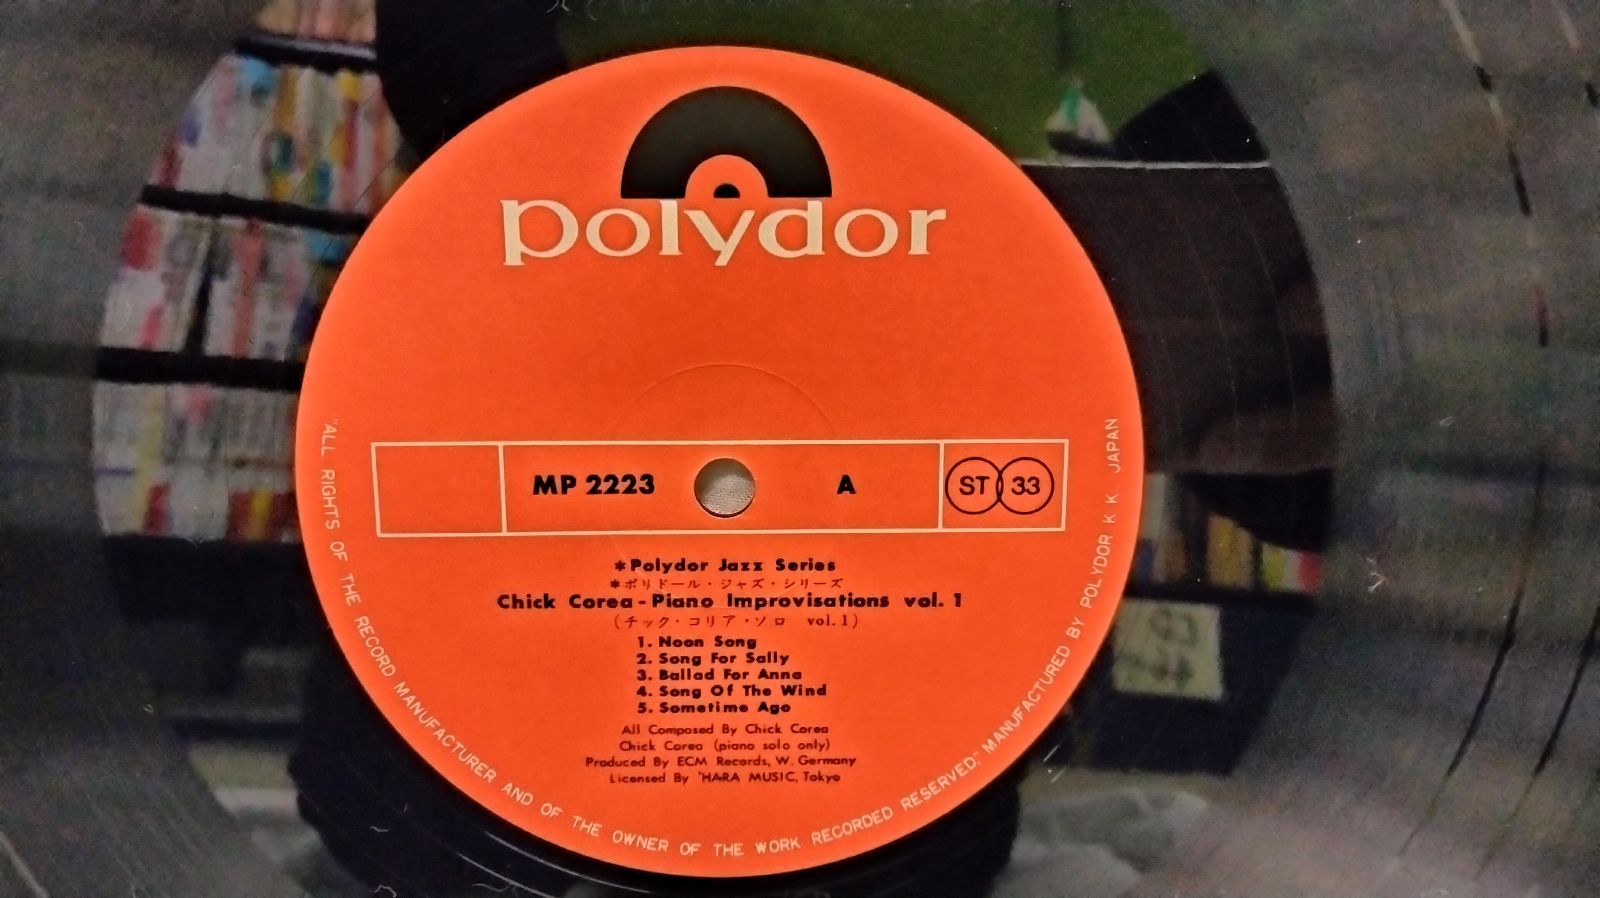 polydor
MP 2223 A ST 33
*Polydor Jazz Series
*ポリドール・ジャズ・シリーズ
Chick Corea - Piano Improvisations vol. 1
(チック・コリア・ソロ vol.1)
1. Noon Song
2. Song For Sally
3. Ballad For Anna
4. Song Of The Wind
5. Sometime Ago
All Composed By Chick Corea
Chick Corea (piano solo only)
Produced By ECM Records, W. Germany
Licensed By 'HARA MUSIC, Tokyo
"ALL RIGHTS OF THE RECORD MANUFACTURER AND OF THE OWNER OF THE WORK RECORDED RESERVED." MANUFACTURED BY POLYDOR K. K. JAPAN